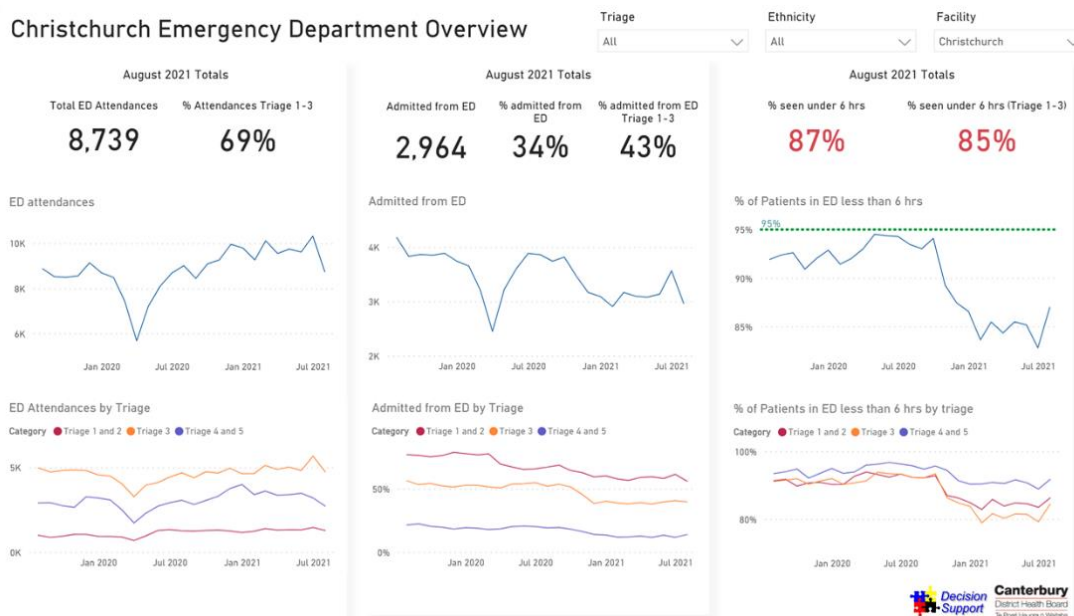 Christchurch Emergency Department Overview
Triage
All
Ethnicity
All
Facility
Christchurch
August 2021 Totals
Total ED Attendances
% Attendances Triage 1-3
8,739
69%
August 2021 Totals
Admitted from ED
% admitted from ED
% admitted from ED Triage 1-3
2,964
34%
43%
August 2021 Totals
% seen under 6 hrs
% seen under 6 hrs (Triage 1-3)
87%
85%
ED attendances
10K
8K
6K
Jan 2020
Jul 2020
Jan 2021
Jul 2021
Admitted from ED
4K
3K
2K
Jan 2020
Jul 2020
Jan 2021
Jul 2021
% of Patients in ED less than 6 hrs
95%
95%
90%
85%
Jan 2020
Jul 2020
Jan 2021
Jul 2021
ED Attendances by Triage
Category Triage 1 and 2 Triage 3 Triage 4 and 5
5K
0K
Jan 2020
Jul 2020
Jan 2021
Jul 2021
Admitted from ED by Triage
Category Triage 1 and 2 Triage 3 Triage 4 and 5
50%
0%
Jan 2020
Jul 2020
Jan 2021
Jul 2021
% of Patients in ED less than 6 hrs by triage
Category Triage 1 and 2 Triage 3 Triage 4 and 5
100%
80%
Jan 2020
Jul 2020
Jan 2021
Jul 2021
Decision
Support
Canterbury
District Health Board